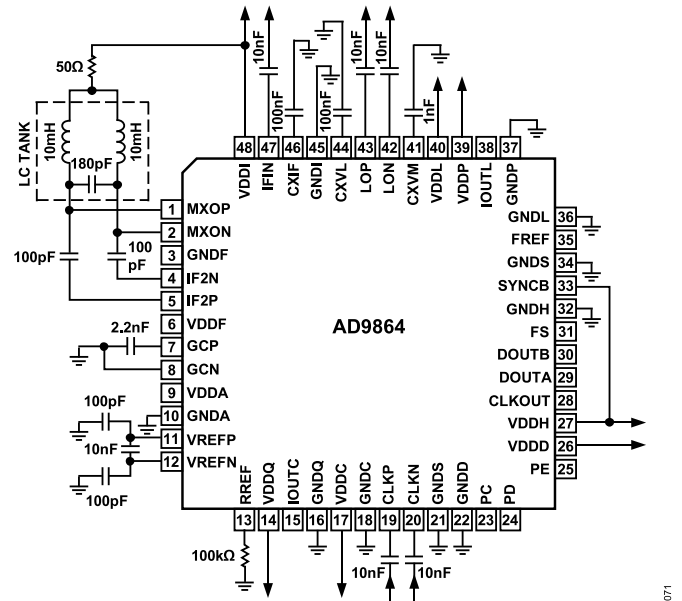 10nF
100nF
100nF
10nF
10nF
1nF
50Ω
LC TANK
10mH
10mH
180pF
48 47 46 45 44 43 42 41 40 39 38 37
VDDI IFIN CXIF GNDI CXVL LOP LON CXVM VDDL VDDP IOUTL GNDP
1 MXOP
2 MXON
3 GNDF
4 IF2N
5 IF2P
6 VDDF
7 GCP
8 GCN
9 VDDA
10 GNDA
11 VREFP
12 VREFN
100pF
100
pF
2.2nF
100pF
10nF
100pF
AD9864
GNDL 36
FREF 35
GNDS 34
SYNCB 33
GNDH 32
FS 31
DOUTB 30
DOUTA 29
CLKOUT 28
VDDH 27
VDDD 26
PE 25
RREF VDDQ IOUTC GNDQ VDDC GNDC CLKP CLKN GNDS GNDD PC PD
13 14 15 16 17 18 19 20 21 22 23 24
100kΩ
10nF
10nF
071